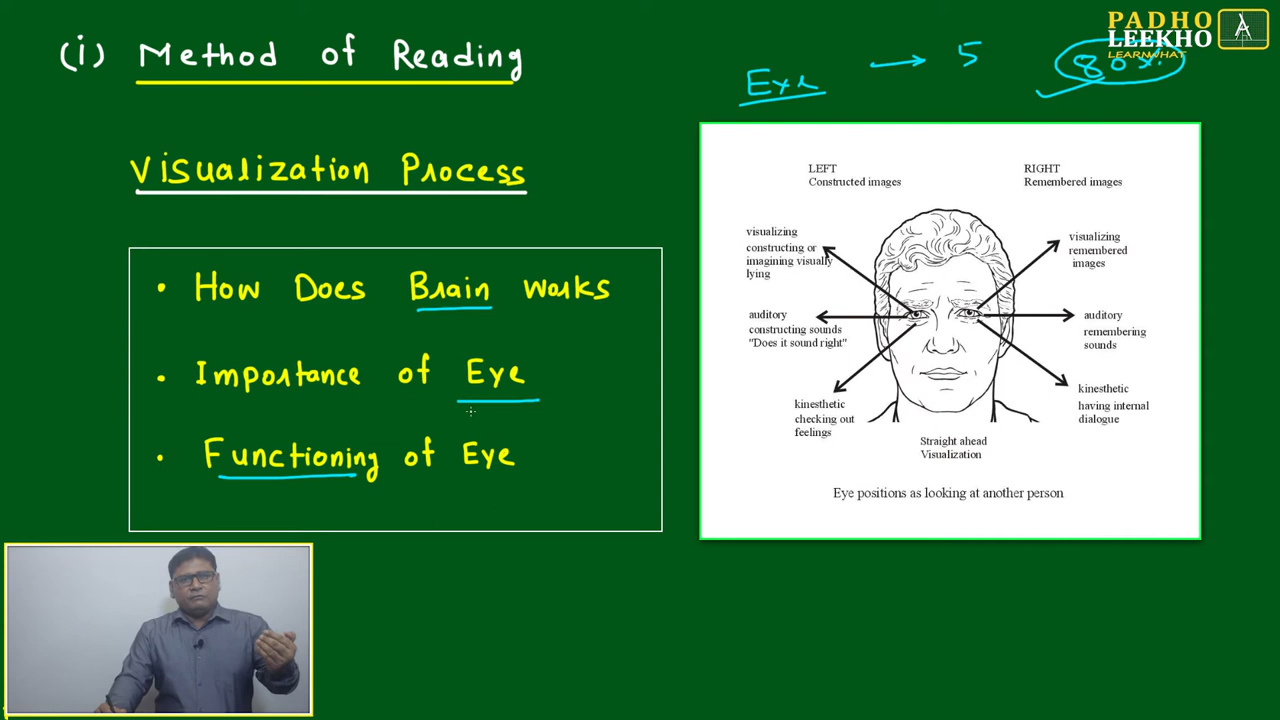 (i) Method of Reading
Eye → 5 80%
PADHO
LEEKHO
LEARNWHAT
Visualization Process
• How Does Brain Works
• Importance of Eye
• Functioning of Eye
LEFT
Constructed images
RIGHT
Remembered images
visualizing
constructing or
imagining visually
lying
visualizing
remembered
images
auditory
constructing sounds
"Does it sound right"
auditory
remembering
sounds
kinesthetic
checking out
feelings
kinesthetic
having internal
dialogue
Straight ahead
Visualization
Eye positions as looking at another person